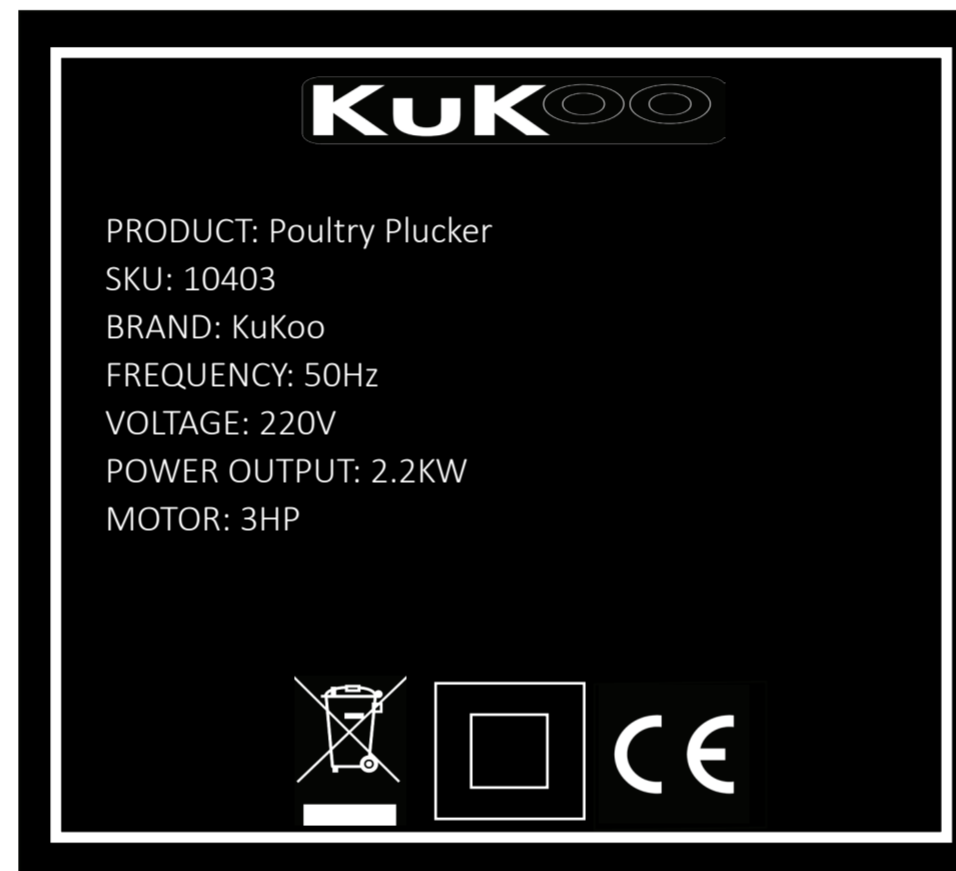 KuKoo
PRODUCT: Poultry Plucker
SKU: 10403
BRAND: KuKoo
FREQUENCY: 50Hz
VOLTAGE: 220V
POWER OUTPUT: 2.2KW
MOTOR: 3HP
CE